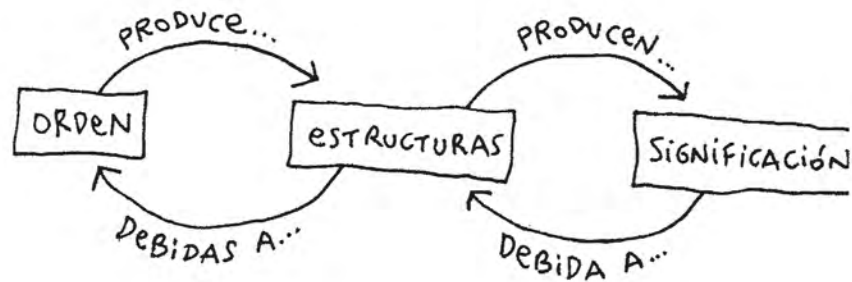 PRODUCE...
PRODUCEN...
ORDEN
ESTRUCTURAS
SIGNIFICACIÓN
DEBIDAS A...
DEBIDA A...